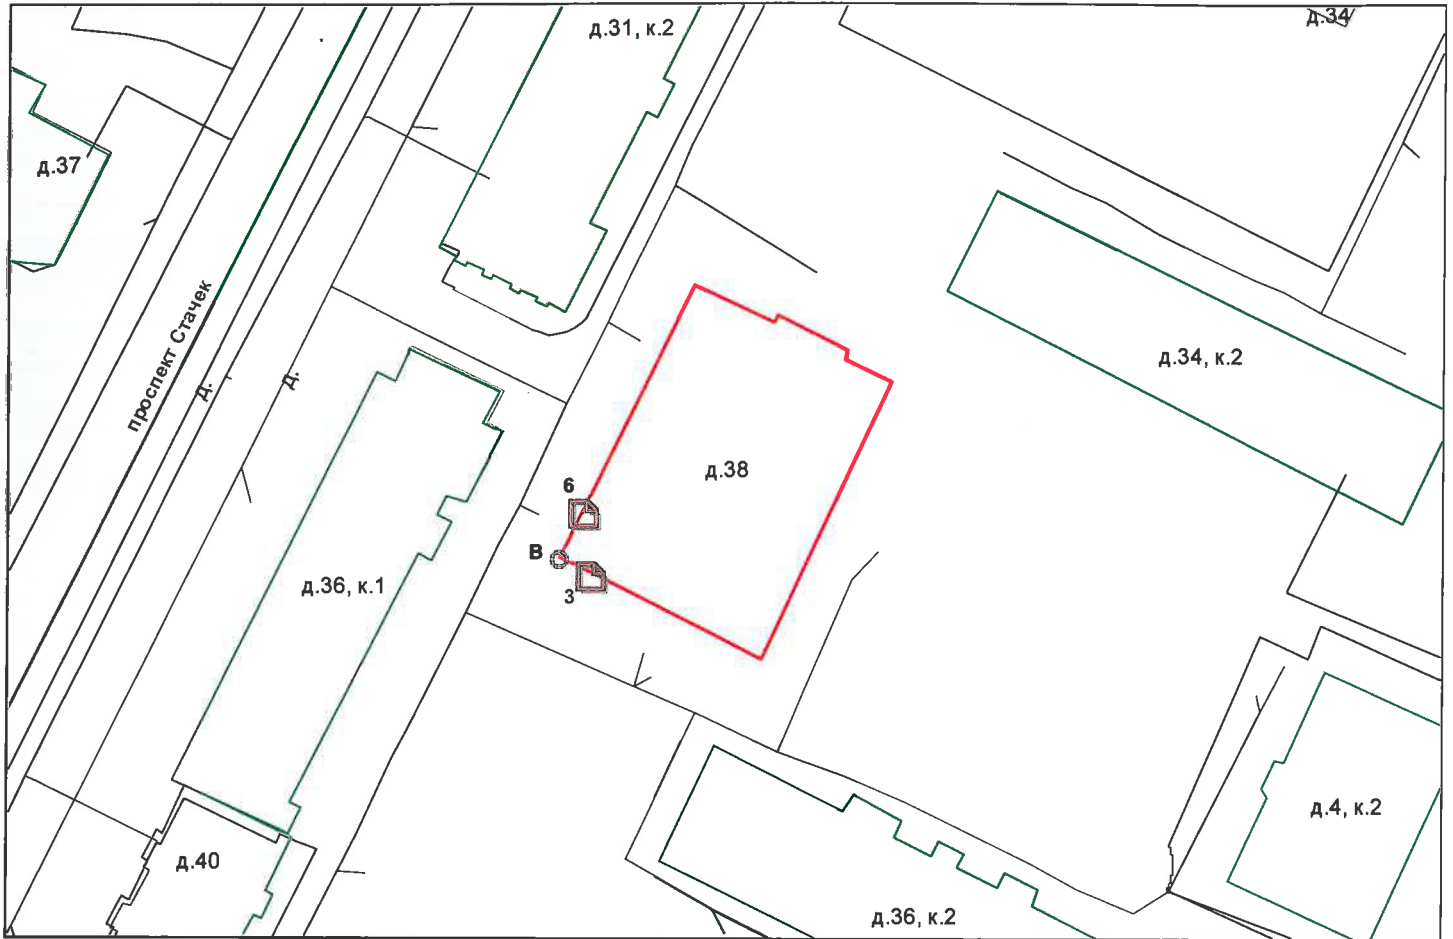 д.31, к.2
д.34
д.37
проспект Стачек
Д.
Д.
д.34, к.2
д.38
6
В
3
д.36, к.1
д.4, к.2
д.40
д.36, к.2